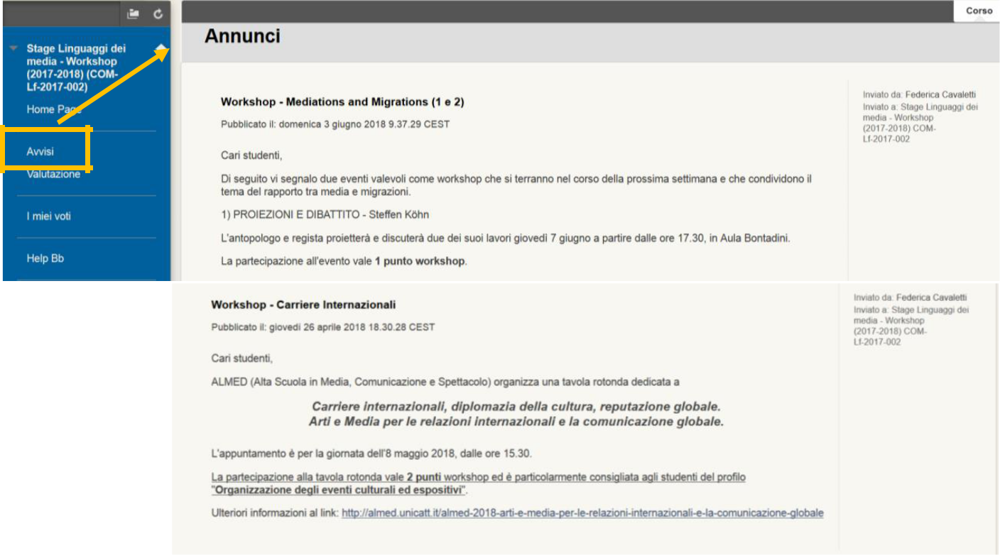 Corso
Stage Linguaggi dei
media - Workshop
(2017-2018) (COM-
Lf-2017-002)
Home Page
Avvisi
Valutazione
I miei voti
Help Bb
Annunci
Workshop - Mediations and Migrations (1 e 2)
Pubblicato il: domenica 3 giugno 2018 9.37.29 CEST
Cari studenti,
Di seguito vi segnalo due eventi valevoli come workshop che si terranno nel corso della prossima settimana e che condividono il
tema del rapporto tra media e migrazioni.
1) PROIEZIONI E DIBATTITO - Steffen Köhn
L'antopologo e regista proietterà e discuterà due dei suoi lavori giovedì 7 giugno a partire dalle ore 17.30, in Aula Bontadini.
La partecipazione all'evento vale 1 punto workshop.
Inviato da: Federica Cavaletti
Inviato a: Stage Linguaggi dei
media - Workshop
(2017-2018) COM-
Lf-2017-002
Workshop - Carriere Internazionali
Pubblicato il: giovedì 26 aprile 2018 18.30.28 CEST
Cari studenti,
ALMED (Alta Scuola in Media, Comunicazione e Spettacolo) organizza una tavola rotonda dedicata a
Carriere internazionali, diplomazia della cultura, reputazione globale.
Arti e Media per le relazioni internazionali e la comunicazione globale.
L'appuntamento è per la giornata dell'8 maggio 2018, dalle ore 15.30.
La partecipazione alla tavola rotonda vale 2 punti workshop ed è particolarmente consigliata agli studenti del profilo
"Organizzazione degli eventi culturali ed espositivi".
Ulteriori informazioni al link: http://almed.unicatt.it/almed-2018-arti-e-media-per-le-relazioni-internazionali-e-la-comunicazione-globale
Inviato da: Federica Cavaletti
Inviato a: Stage Linguaggi dei
media - Workshop
(2017-2018) COM-
Lf-2017-002